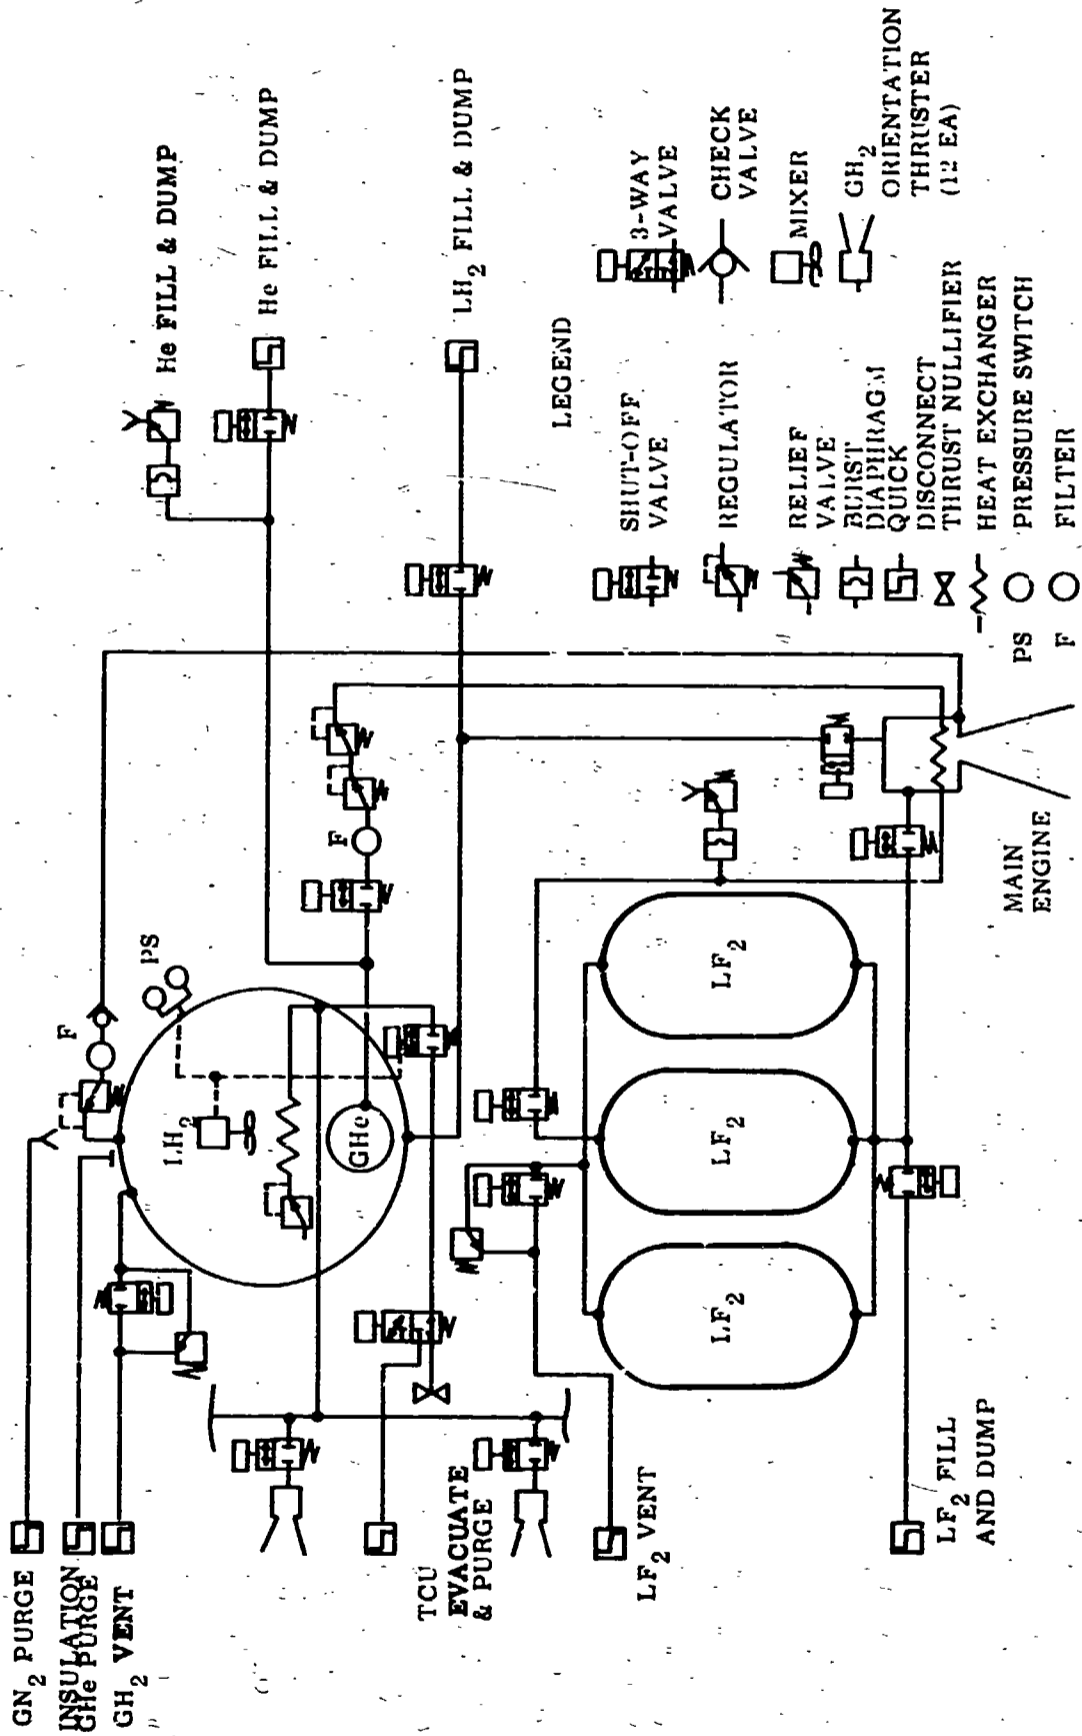 GN2 PURGE
INSULATION
GHe PURGE
GH2 VENT
F
PS
LH2
GHe
F
He FILL & DUMP
He FILL & DUMP
LH2 FILL & DUMP
TCU
EVACUATE
& PURGE
LF2 VENT
LF2
LF2
LF2
LF2 FILL
AND DUMP
MAIN
ENGINE
LEGEND
SHUT-OFF
VALVE
REGULATOR
RELIEF
VALVE
BURST
DIAPHRAGM
QUICK
DISCONNECT
THRUST NULLIFIER
HEAT EXCHANGER
PS PRESSURE SWITCH
F FILTER
3-WAY
VALVE
CHECK
VALVE
MIXER
GH2
ORIENTATION
THRUSTER
(12 EA)